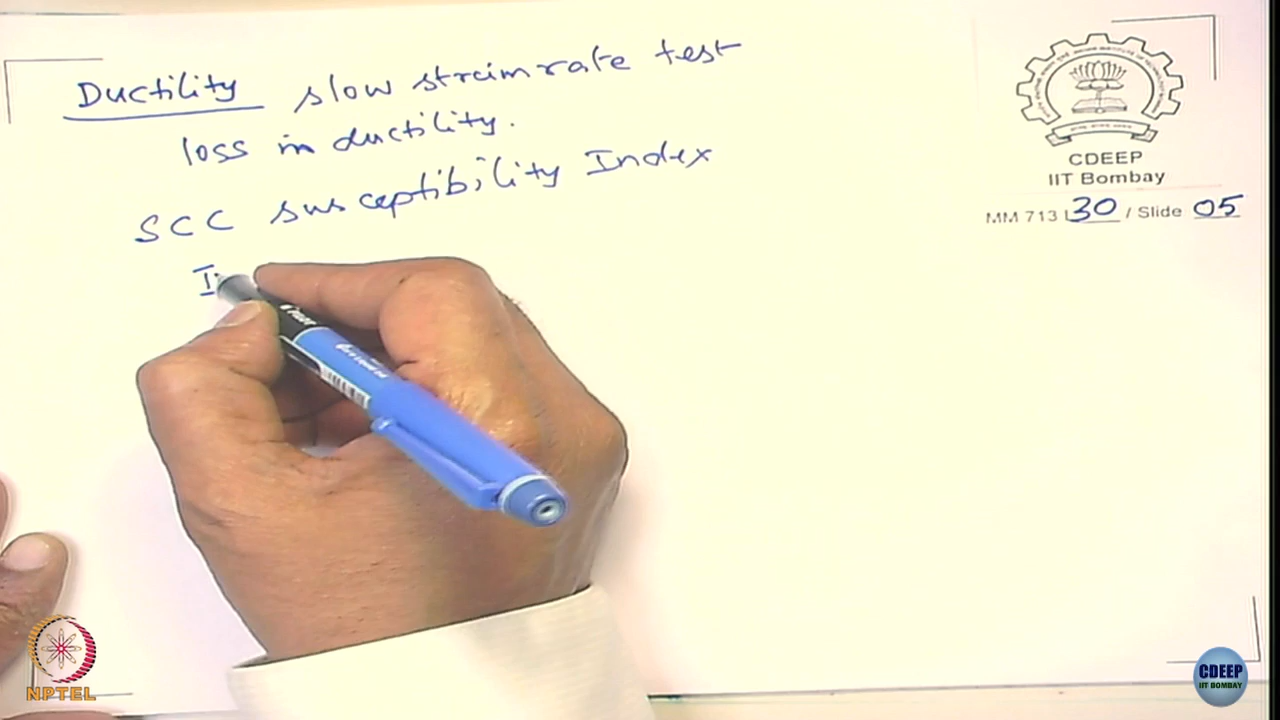 Ductility slow strain rate test
loss in ductility.
SCC susceptibility Index
I
CDEEP
IIT Bombay
MM 713 L30 / Slide 05
NPTEL
CDEEP
IIT BOMBAY